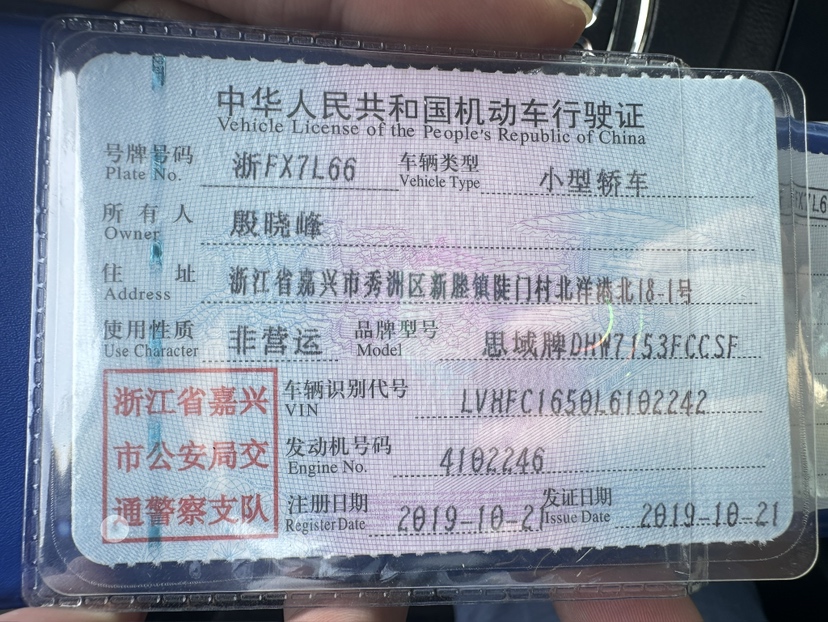 中华人民共和国机动车行驶证
Vehicle License of the People's Republic of China
号牌号码 浙FX7L66 车辆类型 小型轿车
Plate No. Vehicle Type
所有人 殷晓峰
Owner
住址 浙江省嘉兴市秀洲区新塍镇陡门村北洋港北18-1号
Address
使用性质 非营运 品牌型号 思域牌DHW7153FCCSF
Use Character Model
浙江省嘉兴 车辆识别代号 LVHFC1650L6102242
VIN
市公安局交 发动机号码 4102246
Engine No.
通警察支队 注册日期 2019-10-21 发证日期 2019-10-21
Register Date Issue Date